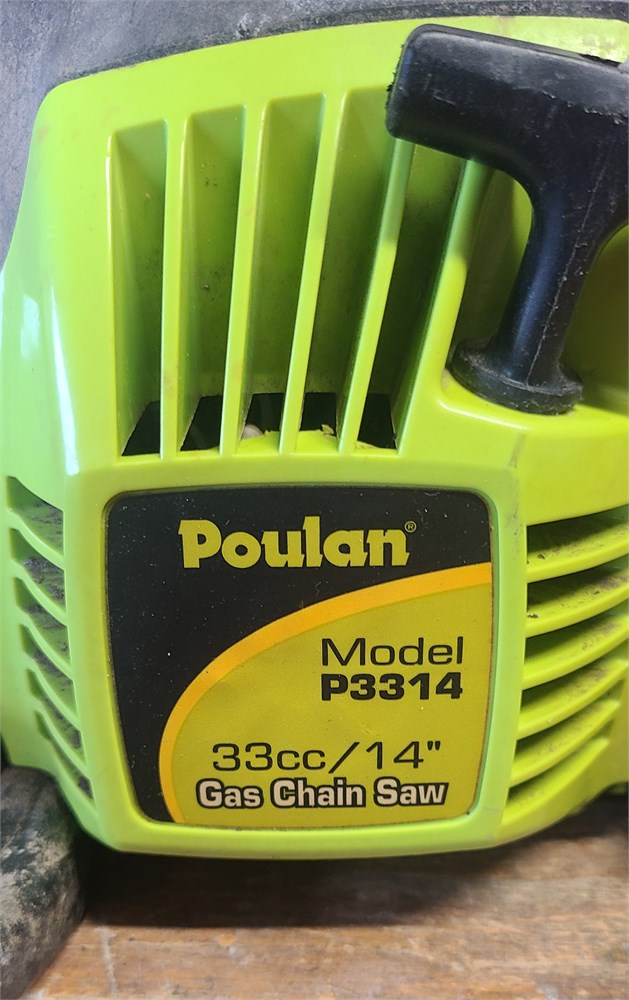 Poulan®
Model
P3314
33cc/14"
Gas Chain Saw